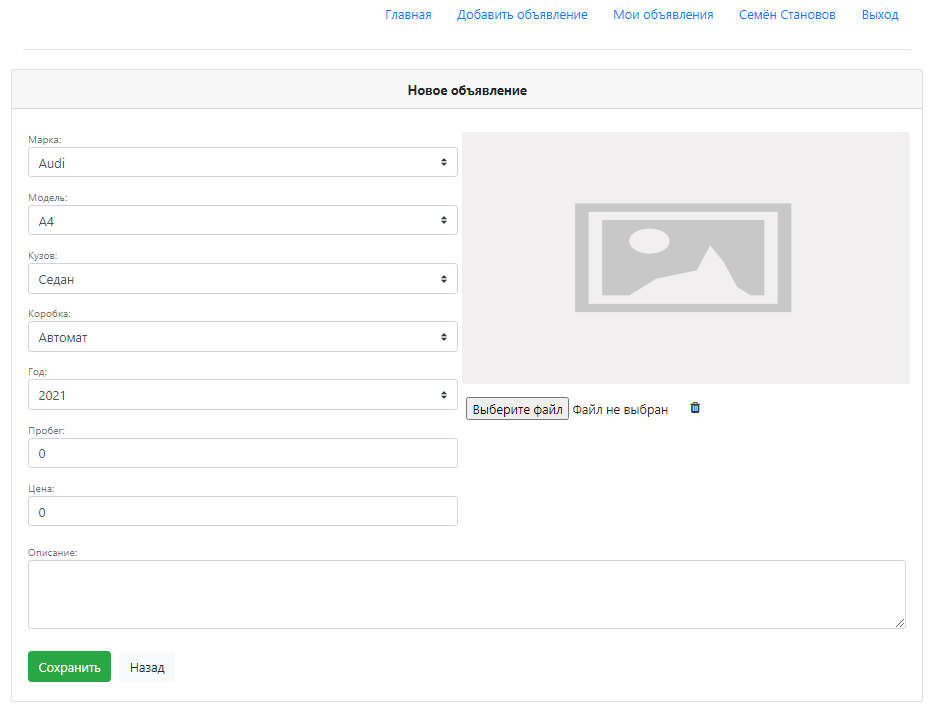 Главная Добавить объявление Мои объявления Семён Становов Выход
Новое объявление
Марка:
Audi
Модель:
A4
Кузов:
Седан
Коробка:
Автомат
Год:
2021
Выберите файл Файл не выбран
Пробег:
0
Цена:
0
Описание:
Сохранить Назад